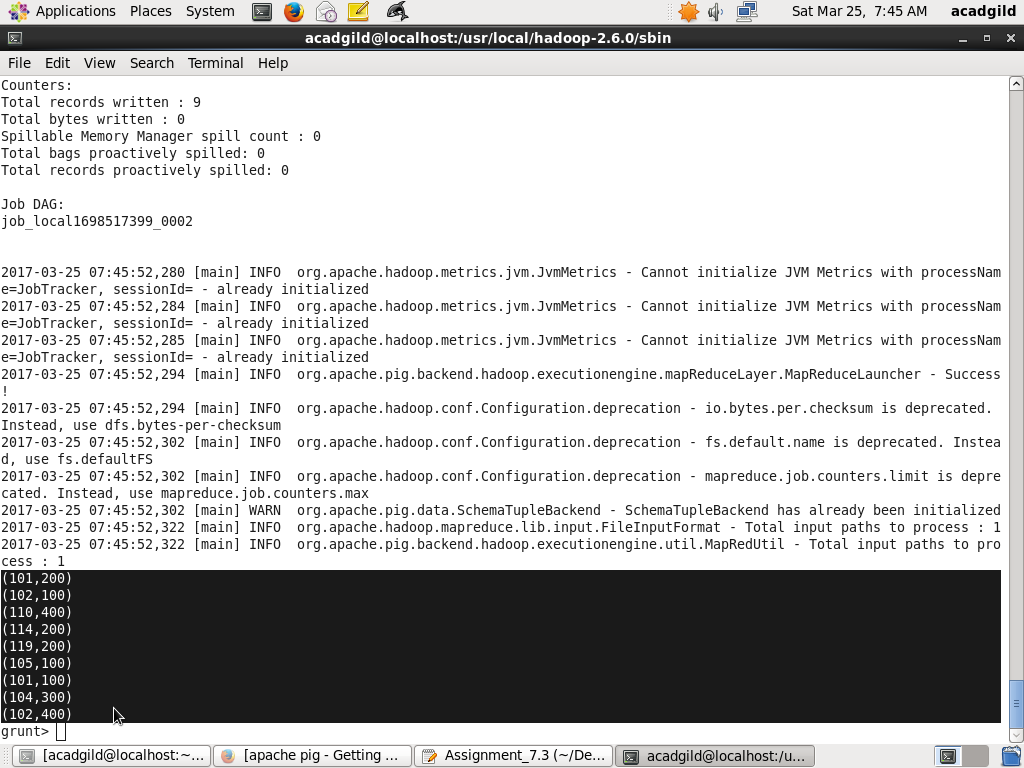 Applications Places System Sat Mar 25, 7:45 AM acadgild
acadgild@localhost:/usr/local/hadoop-2.6.0/sbin
File Edit View Search Terminal Help
Counters:
Total records written : 9
Total bytes written : 0
Spillable Memory Manager spill count : 0
Total bags proactively spilled: 0
Total records proactively spilled: 0
Job DAG:
job_local1698517399_0002
2017-03-25 07:45:52,280 [main] INFO  org.apache.hadoop.metrics.jvm.JvmMetrics - Cannot initialize JVM Metrics with processNam
e=JobTracker, sessionId= - already initialized
2017-03-25 07:45:52,284 [main] INFO  org.apache.hadoop.metrics.jvm.JvmMetrics - Cannot initialize JVM Metrics with processNam
e=JobTracker, sessionId= - already initialized
2017-03-25 07:45:52,285 [main] INFO  org.apache.hadoop.metrics.jvm.JvmMetrics - Cannot initialize JVM Metrics with processNam
e=JobTracker, sessionId= - already initialized
2017-03-25 07:45:52,294 [main] INFO  org.apache.pig.backend.hadoop.executionengine.mapReduceLayer.MapReduceLauncher - Success
!
2017-03-25 07:45:52,294 [main] INFO  org.apache.hadoop.conf.Configuration.deprecation - io.bytes.per.checksum is deprecated.
Instead, use dfs.bytes-per-checksum
2017-03-25 07:45:52,302 [main] INFO  org.apache.hadoop.conf.Configuration.deprecation - fs.default.name is deprecated. Instea
d, use fs.defaultFS
2017-03-25 07:45:52,302 [main] INFO  org.apache.hadoop.conf.Configuration.deprecation - mapreduce.job.counters.limit is depre
cated. Instead, use mapreduce.job.counters.max
2017-03-25 07:45:52,302 [main] WARN  org.apache.pig.data.SchemaTupleBackend - SchemaTupleBackend has already been initialized
2017-03-25 07:45:52,322 [main] INFO  org.apache.hadoop.mapreduce.lib.input.FileInputFormat - Total input paths to process : 1
2017-03-25 07:45:52,322 [main] INFO  org.apache.pig.backend.hadoop.executionengine.util.MapRedUtil - Total input paths to pro
cess : 1
(101,200)
(102,100)
(110,400)
(114,200)
(119,200)
(105,100)
(101,100)
(104,300)
(102,400)
grunt>
[acadgild@localhost:~... [apache pig - Getting ... Assignment_7.3 (~/De... acadgild@localhost:/u...